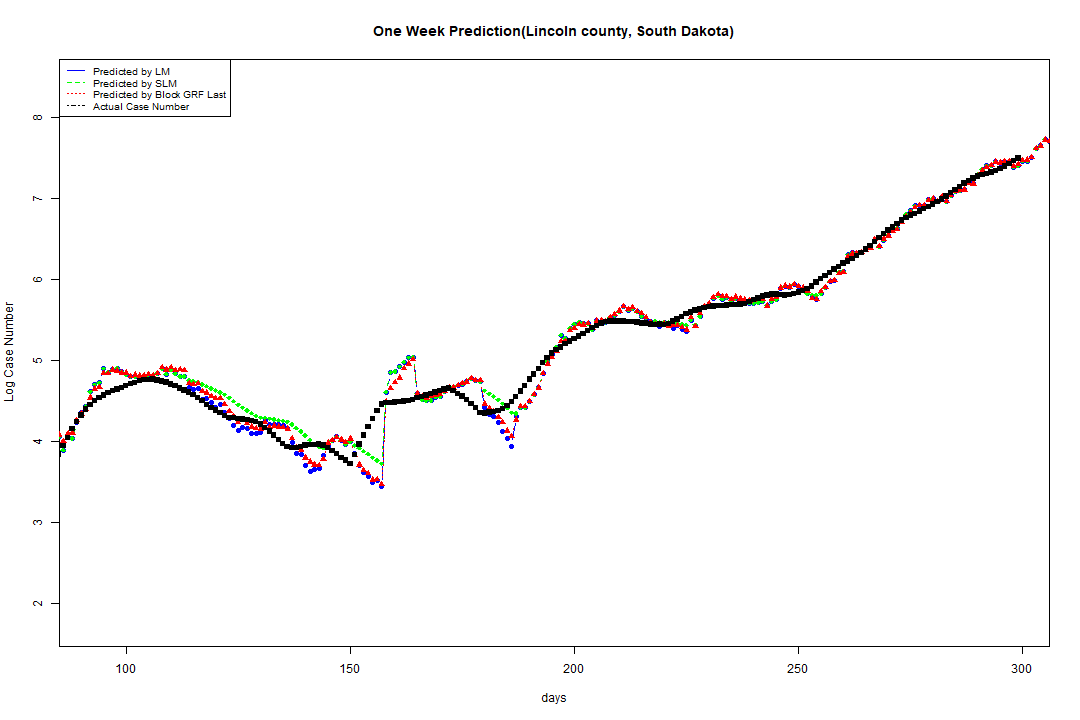 One Week Prediction(Lincoln county, South Dakota)
Predicted by LM
Predicted by SLM
Predicted by Block GRF Last
Actual Case Number
8
7
6
5
4
3
2
Log Case Number
100 150 200 250 300
days